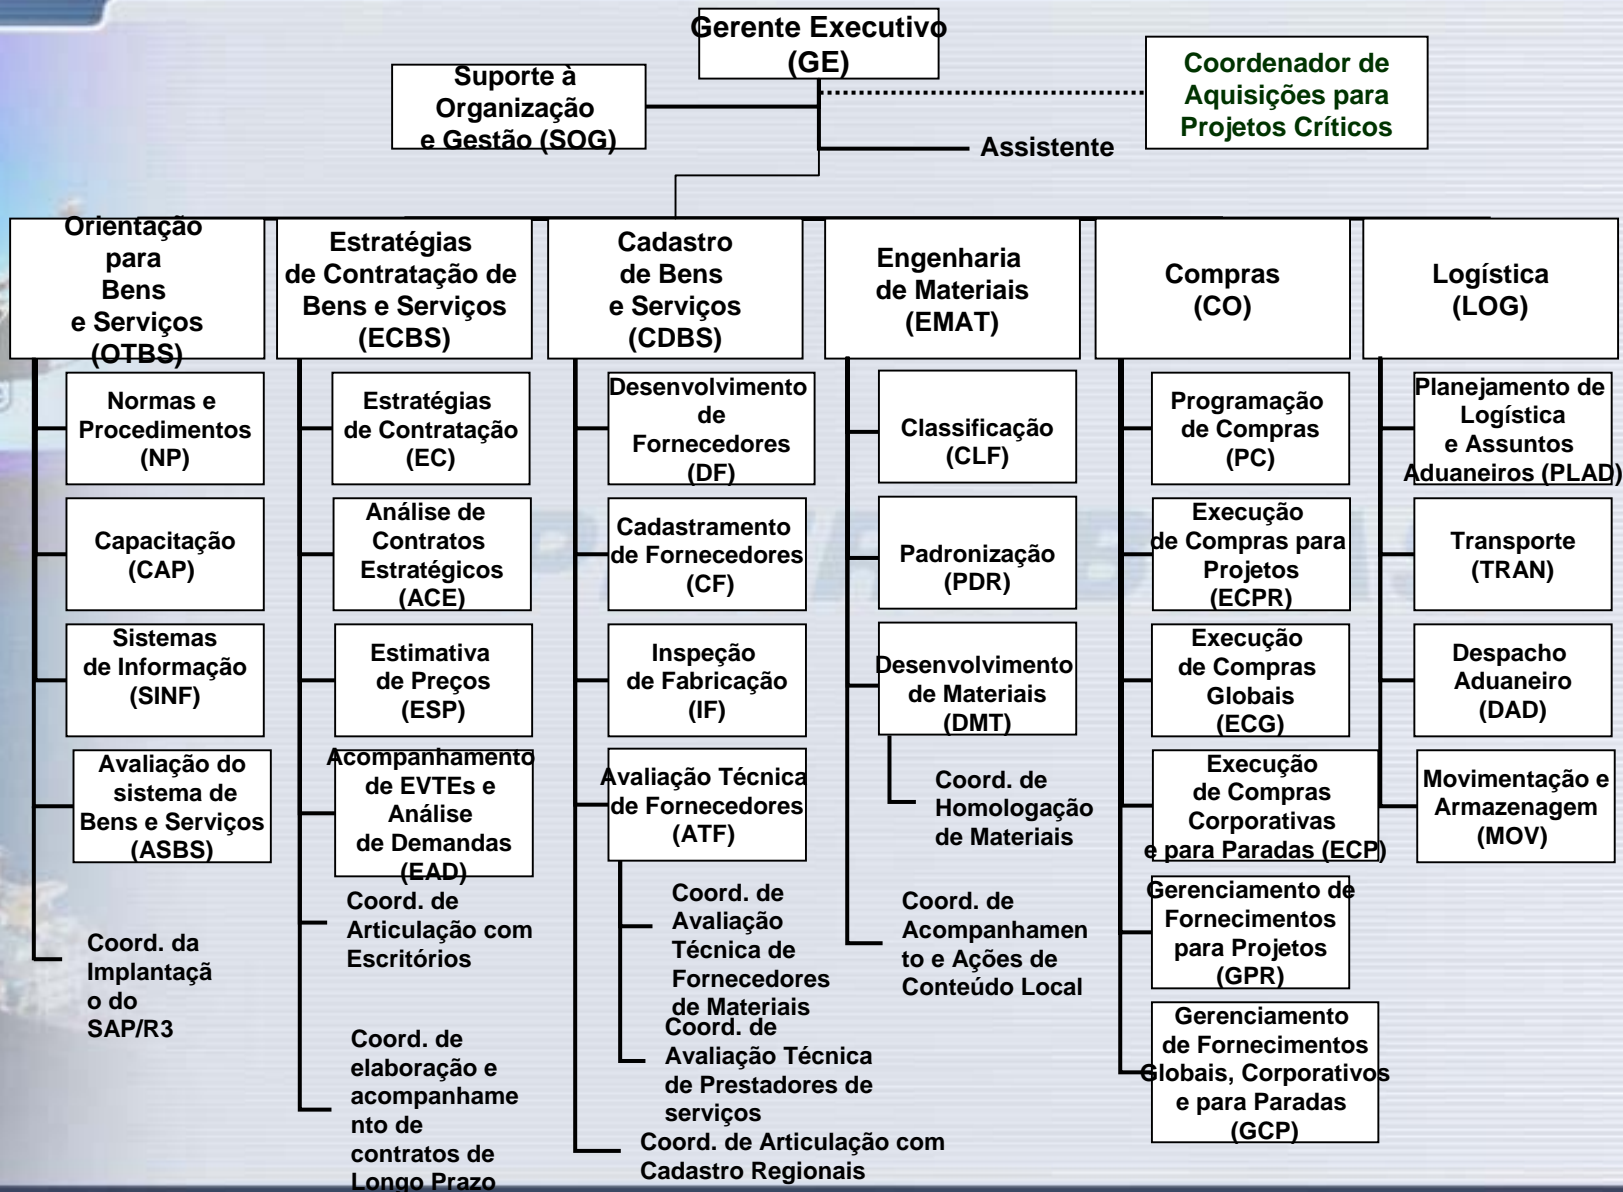 Gerente Executivo
(GE)
Suporte à
Organização
e Gestão (SOG)
Coordenador de
Aquisições para
Projetos Críticos
Assistente
Orientação
para
Bens
e Serviços
(OTBS)
Estratégias
de Contratação de
Bens e Serviços
(ECBS)
Cadastro
de Bens
e Serviços
(CDBS)
Engenharia
de Materiais
(EMAT)
Compras
(CO)
Logística
(LOG)
Normas e
Procedimentos
(NP)
Capacitação
(CAP)
Sistemas
de Informação
(SINF)
Avaliação do
sistema de
Bens e Serviços
(ASBS)
Coord. da
Implantaçã
o do
SAP/R3
Estratégias
de Contratação
(EC)
Análise de
Contratos
Estratégicos
(ACE)
Estimativa
de Preços
(ESP)
Acompanhamento
de EVTEs e
Análise
de Demandas
(EAD)
Coord. de
Articulação com
Escritórios
Coord. de
elaboração e
acompanhame
nto de
contratos de
Longo Prazo
Desenvolvimento
de
Fornecedores
(DF)
Cadastramento
de Fornecedores
(CF)
Inspeção
de Fabricação
(IF)
Avaliação Técnica
de Fornecedores
(ATF)
Coord. de
Avaliação
Técnica de
Fornecedores
de Materiais
Coord. de
Avaliação Técnica
de Prestadores de
serviços
Coord. de Articulação com
Cadastro Regionais
Classificação
(CLF)
Padronização
(PDR)
Desenvolvimento
de Materiais
(DMT)
Coord. de
Homologação
de Materiais
Coord. de
Acompanhamen
to e Ações de
Conteúdo Local
Programação
de Compras
(PC)
Execução
de Compras para
Projetos
(ECPR)
Execução
de Compras
Globais
(ECG)
Execução
de Compras
Corporativas
e para Paradas (ECP)
Gerenciamento de
Fornecimentos
para Projetos
(GPR)
Gerenciamento
de Fornecimentos
Globais, Corporativos
e para Paradas
(GCP)
Planejamento de
Logística
e Assuntos
Aduaneiros (PLAD)
Transporte
(TRAN)
Despacho
Aduaneiro
(DAD)
Movimentação e
Armazenagem
(MOV)